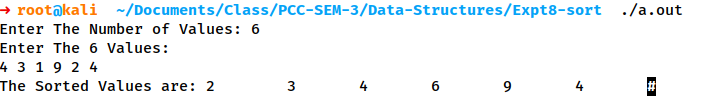 → root@kali ~/Documents/Class/PCC-SEM-3/Data-Structures/Expt8-sort ./a.out
Enter The Number of Values: 6
Enter The 6 Values:
4 3 1 9 2 4
The Sorted Values are: 2 3 4 6 9 4 #